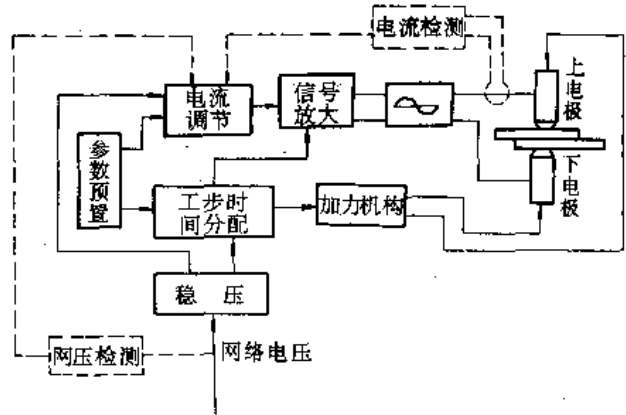 电流检测
电流
调节
信号
放大
上电极
参数预置
工步时
间分配
加力机构
下电极
稳 压
网压检测
网络电压